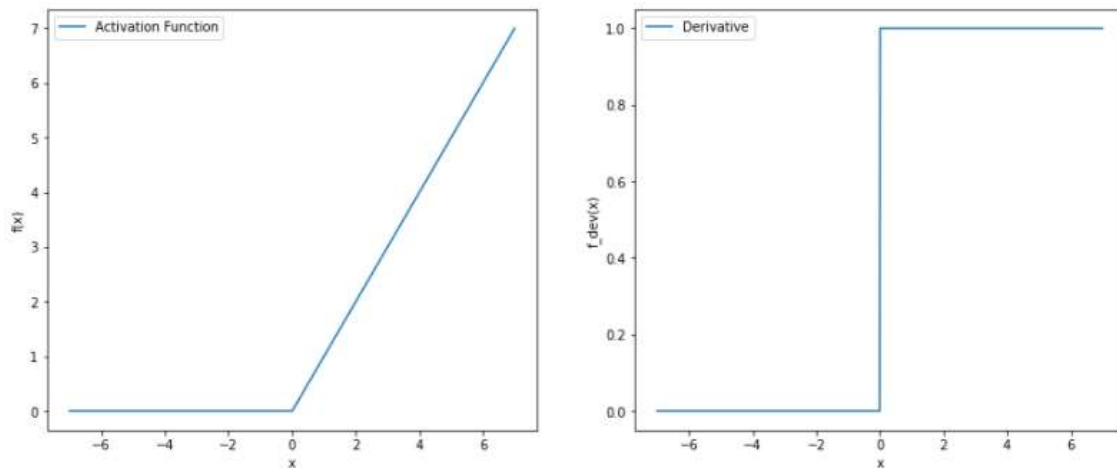 Activation Function
7
6
5
4
3
2
1
0
f(x)
−6 −4 −2 0 2 4 6
x
Derivative
1.0
0.8
0.6
0.4
0.2
0.0
f_dev(x)
−6 −4 −2 0 2 4 6
x